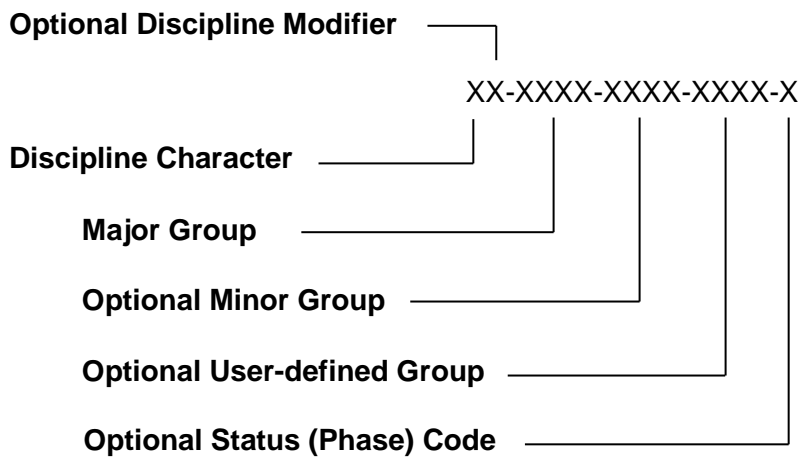 Optional Discipline Modifier
XX-XXXX-XXXX-XXXX-X
Discipline Character
Major Group
Optional Minor Group
Optional User-defined Group
Optional Status (Phase) Code